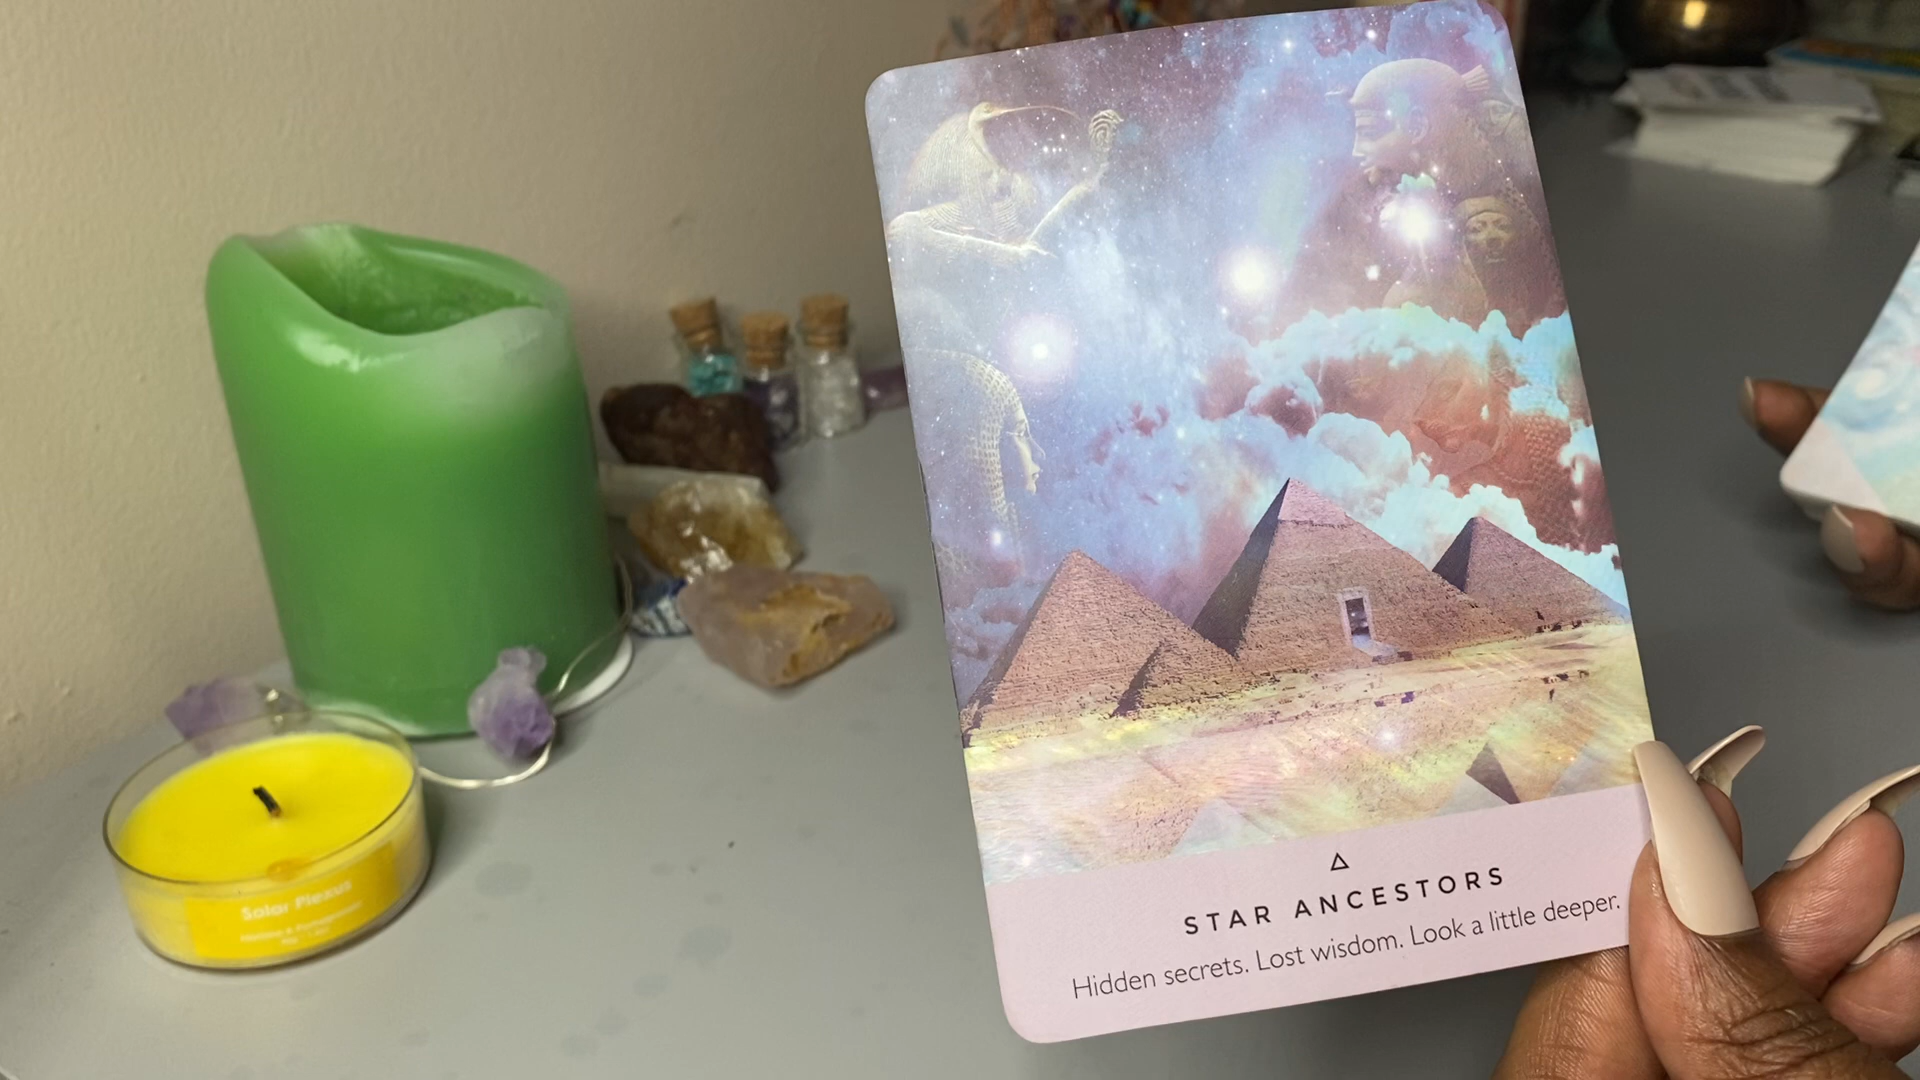 STAR ANCESTORS
Hidden secrets. Lost wisdom. Look a little deeper.
Solar Plexus